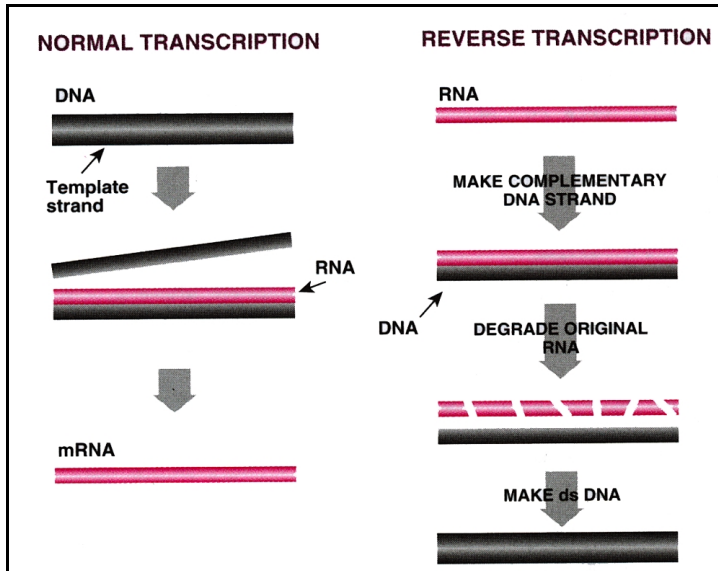 NORMAL TRANSCRIPTION
DNA
Template
strand
RNA
mRNA
REVERSE TRANSCRIPTION
RNA
MAKE COMPLEMENTARY
DNA STRAND
DNA
DEGRADE ORIGINAL
RNA
MAKE ds DNA